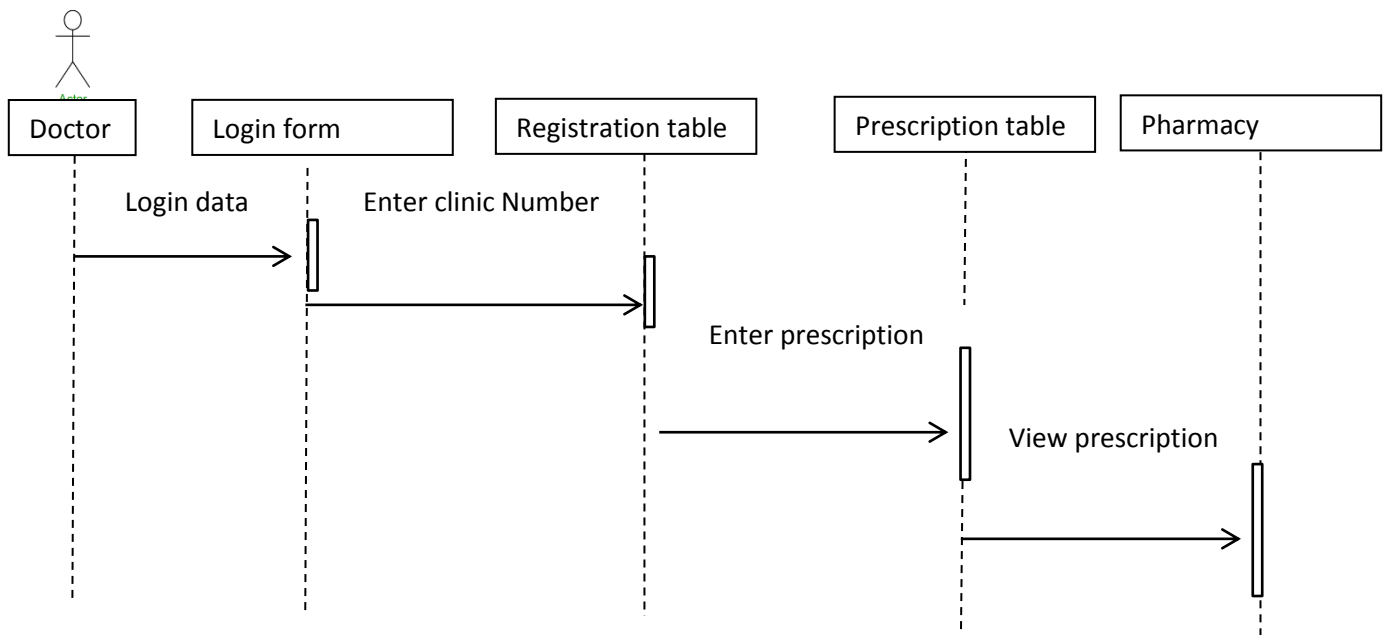 Actor
Doctor
Login form
Registration table
Prescription table
Pharmacy
Login data
Enter clinic Number
Enter prescription
View prescription